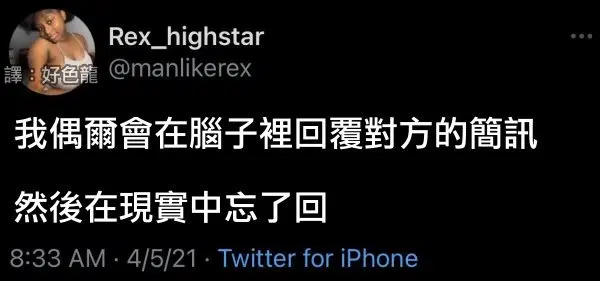 Rex_highstar
譯：好色龍
@manlikerex
我偶爾會在腦子裡回覆對方的簡訊
然後在現實中忘了回
8:33 AM · 4/5/21 · Twitter for iPhone